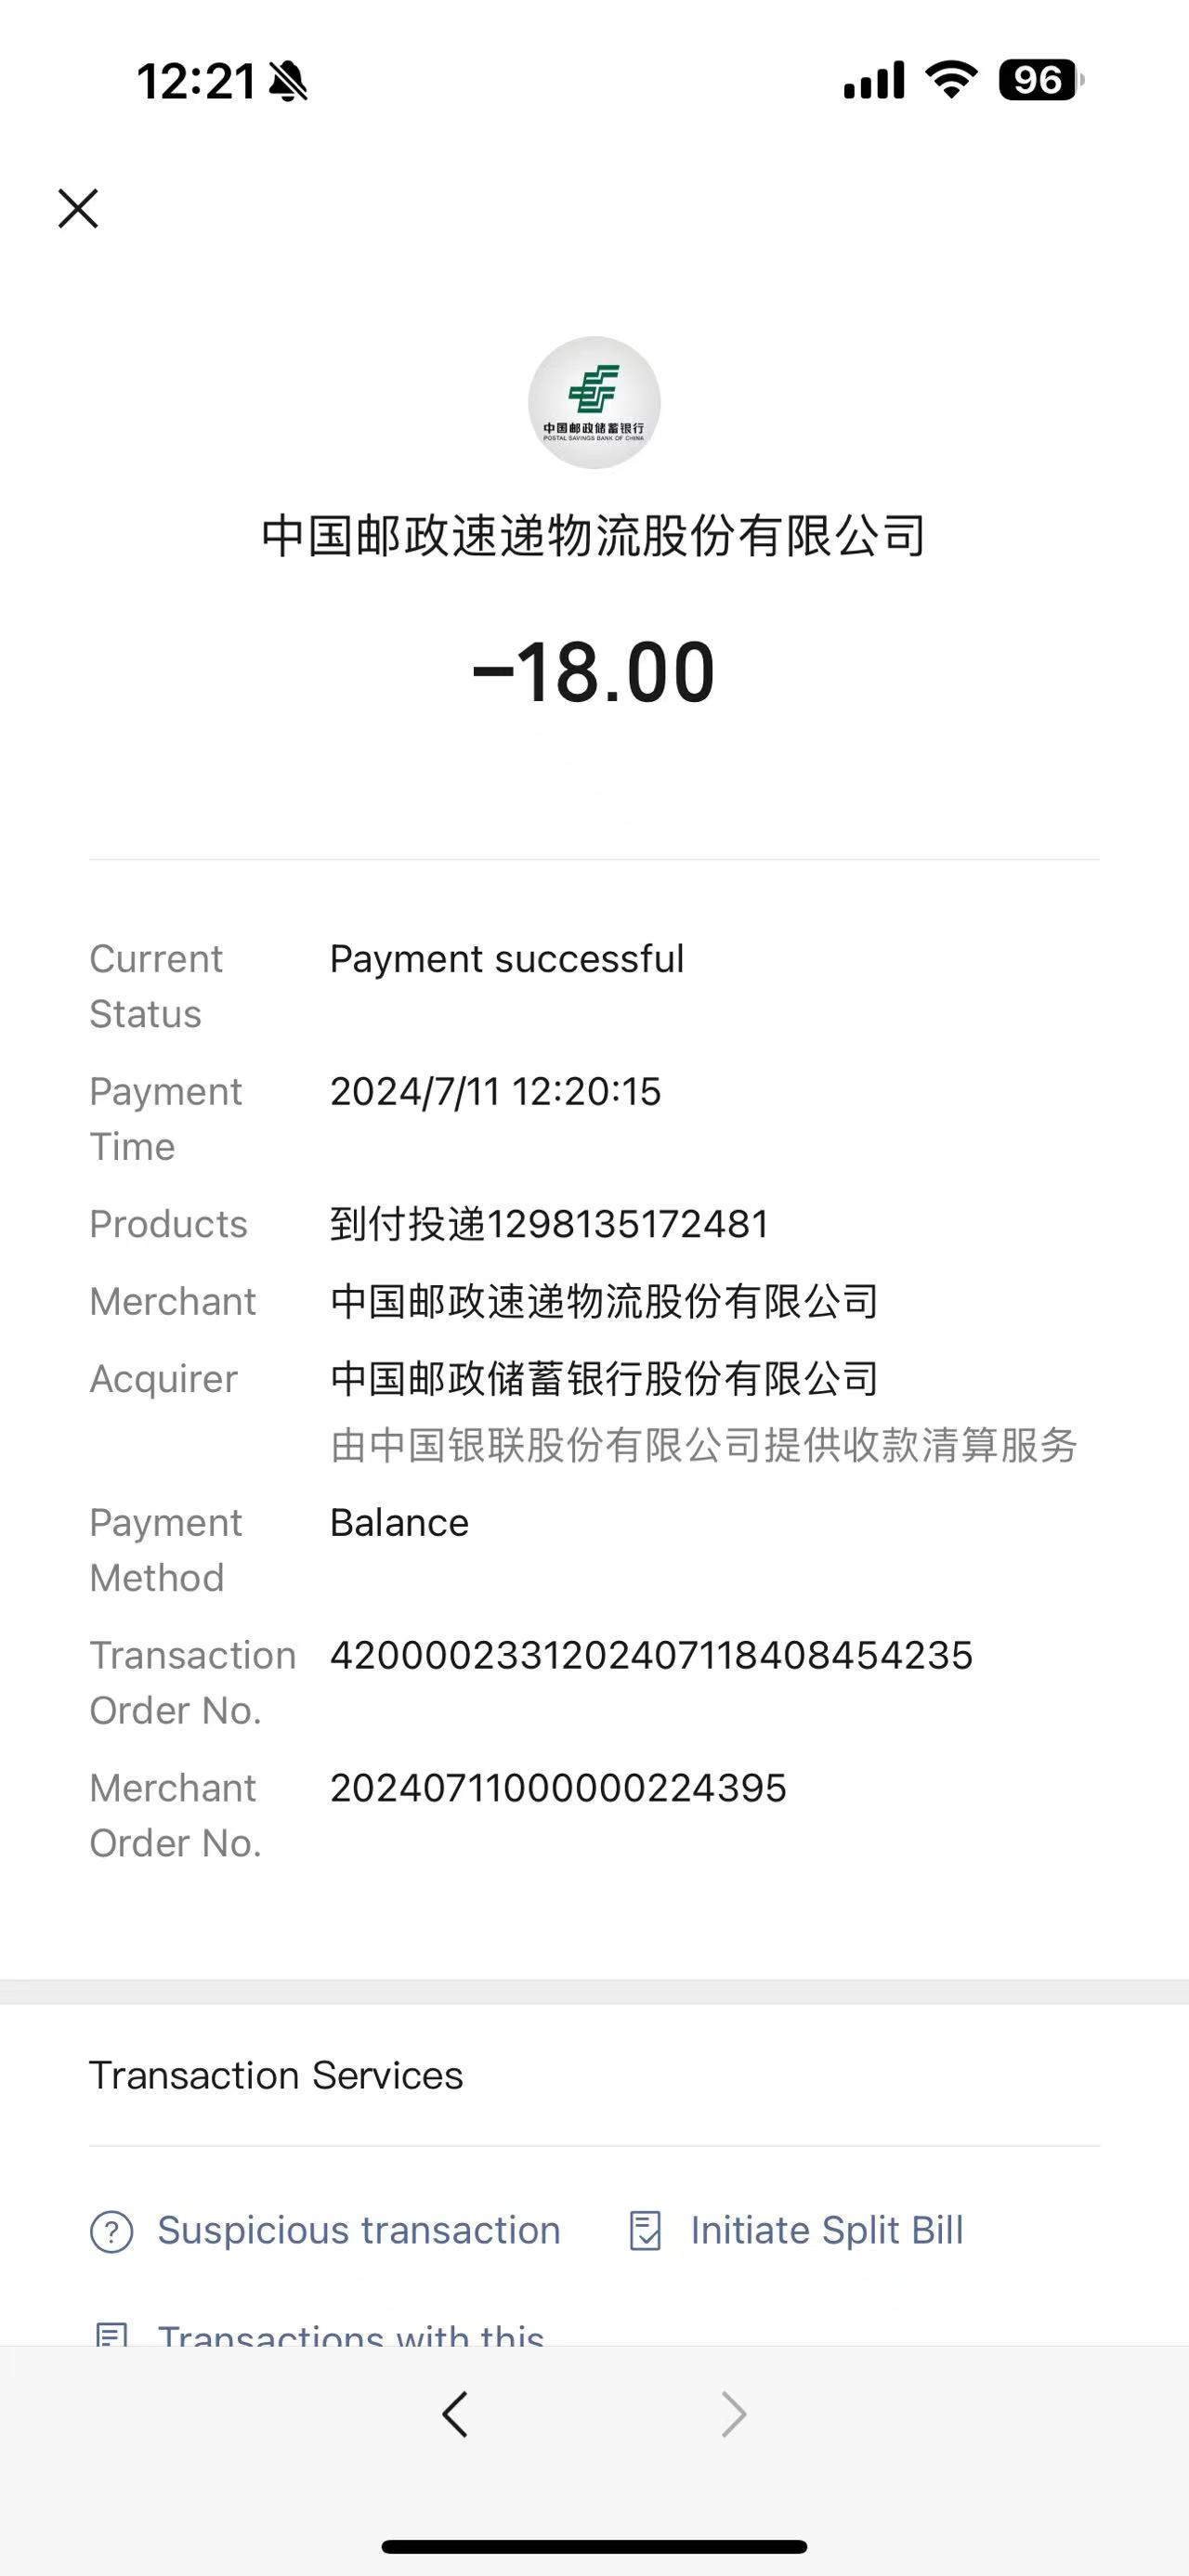 12:21
96
中国邮政储蓄银行
POSTAL SAVINGS BANK OF CHINA
中国邮政速递物流股份有限公司
-18.00
Current Status
Payment successful
Payment Time
2024/7/11 12:20:15
Products
到付投递1298135172481
Merchant
中国邮政速递物流股份有限公司
Acquirer
中国邮政储蓄银行股份有限公司
由中国银联股份有限公司提供收款清算服务
Payment Method
Balance
Transaction Order No.
4200002331202407118408454235
Merchant Order No.
20240711000000224395
Transaction Services
Suspicious transaction
Initiate Split Bill
Transactions with this